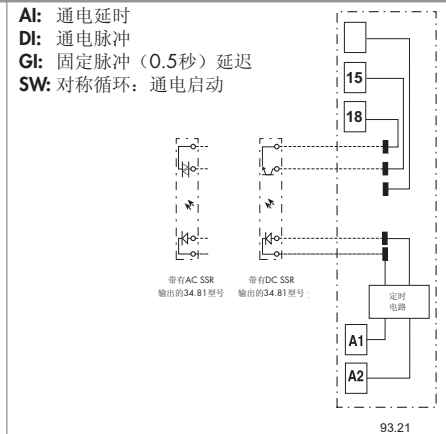 AI: 通电延时
DI: 通电脉冲
GI: 固定脉冲（0.5秒）延迟
SW: 对称循环：通电启动
15
18
带有AC SSR
输出的34.81型号
带有DC SSR
输出的34.81型号
定时
电路
A1
A2
93.21